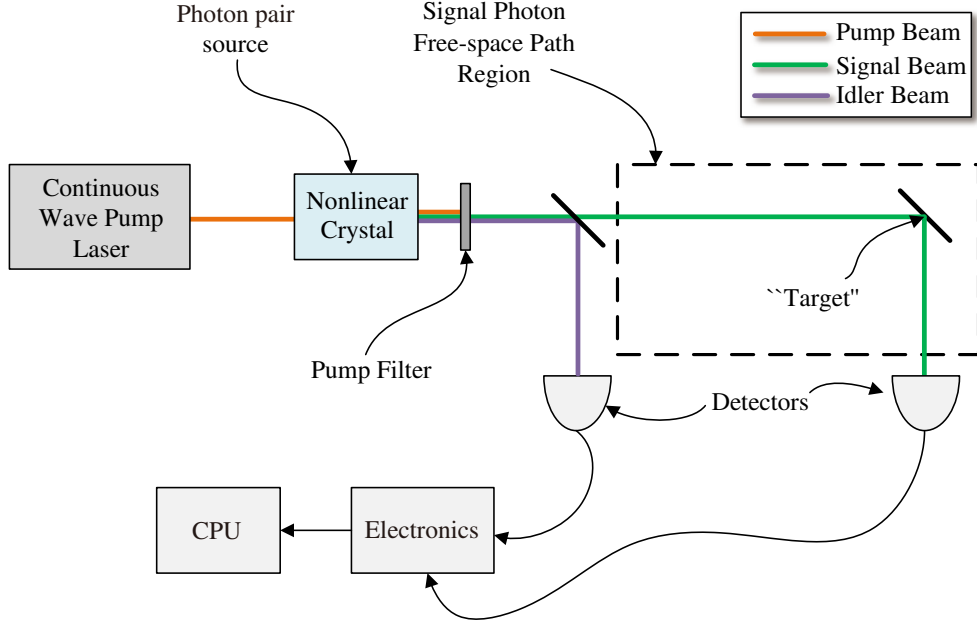 Photon pair
source
Signal Photon
Free-space Path
Region
Pump Beam
Signal Beam
Idler Beam
Continuous
Wave Pump
Laser
Nonlinear
Crystal
``Target"
Pump Filter
Detectors
CPU
Electronics